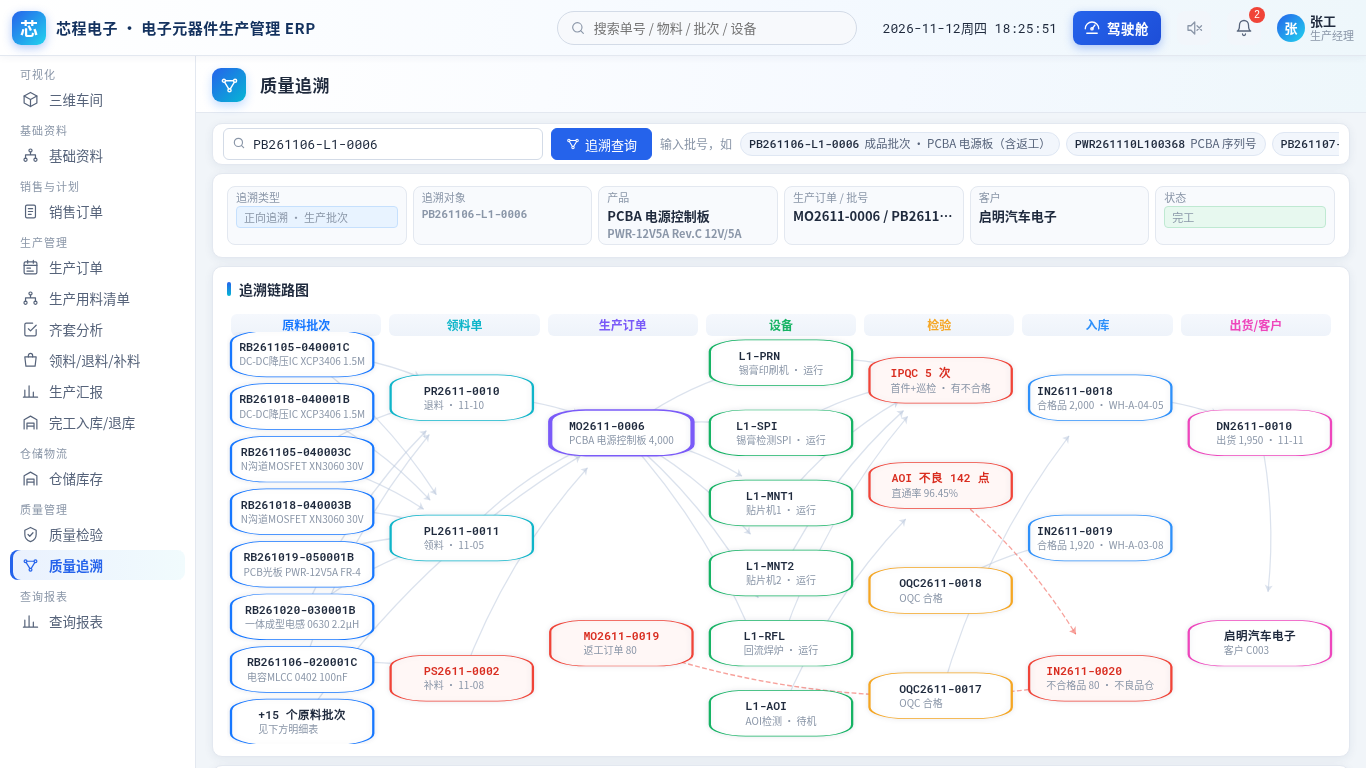 芯 芯程电子 · 电子元器件生产管理 ERP
搜索单号 / 物料 / 批次 / 设备
2026-11-12周四 18:25:51
驾驶舱
2
张
张工
生产经理
可视化
三维车间
基础资料
基础资料
销售与计划
销售订单
生产管理
生产订单
生产用料清单
齐套分析
领料/退料/补料
生产汇报
完工入库/退库
仓储物流
仓储库存
质量管理
质量检验
质量追溯
查询报表
查询报表
质量追溯
PB261106-L1-0006
追溯查询
输入批号，如
PB261106-L1-0006 成品批次 · PCBA 电源板（含返工）
PWR261110L100368 PCBA 序列号
PB261107-
追溯类型
正向追溯 · 生产批次
追溯对象
PB261106-L1-0006
产品
PCBA 电源控制板
PWR-12V5A Rev.C 12V/5A
生产订单 / 批号
MO2611-0006 / PB2611…
客户
启明汽车电子
状态
完工
追溯链路图
原料批次
领料单
生产订单
设备
检验
入库
出货/客户
RB261105-040001C
DC-DC降压IC XCP3406 1.5M
RB261018-040001B
DC-DC降压IC XCP3406 1.5M
RB261105-040003C
N沟道MOSFET XN3060 30V
RB261018-040003B
N沟道MOSFET XN3060 30V
RB261019-050001B
PCB光板 PWR-12V5A FR-4
RB261020-030001B
一体成型电感 0630 2.2μH
RB261106-020001C
电容MLCC 0402 100nF
+15 个原料批次
见下方明细表
PR2611-0010
退料 · 11-10
PL2611-0011
领料 · 11-05
PS2611-0002
补料 · 11-08
MO2611-0006
PCBA 电源控制板 4,000
MO2611-0019
返工订单 80
L1-PRN
锡膏印刷机 · 运行
L1-SPI
锡膏检测SPI · 运行
L1-MNT1
贴片机1 · 运行
L1-MNT2
贴片机2 · 运行
L1-RFL
回流焊炉 · 运行
L1-AOI
AOI检测 · 待机
IPQC 5 次
首件+巡检 · 有不合格
AOI 不良 142 点
直通率 96.45%
OQC2611-0018
OQC 合格
OQC2611-0017
OQC 合格
IN2611-0018
合格品 2,000 · WH-A-04-05
IN2611-0019
合格品 1,920 · WH-A-03-08
IN2611-0020
不合格品 80 · 不良品仓
DN2611-0010
出货 1,950 · 11-11
启明汽车电子
客户 C003